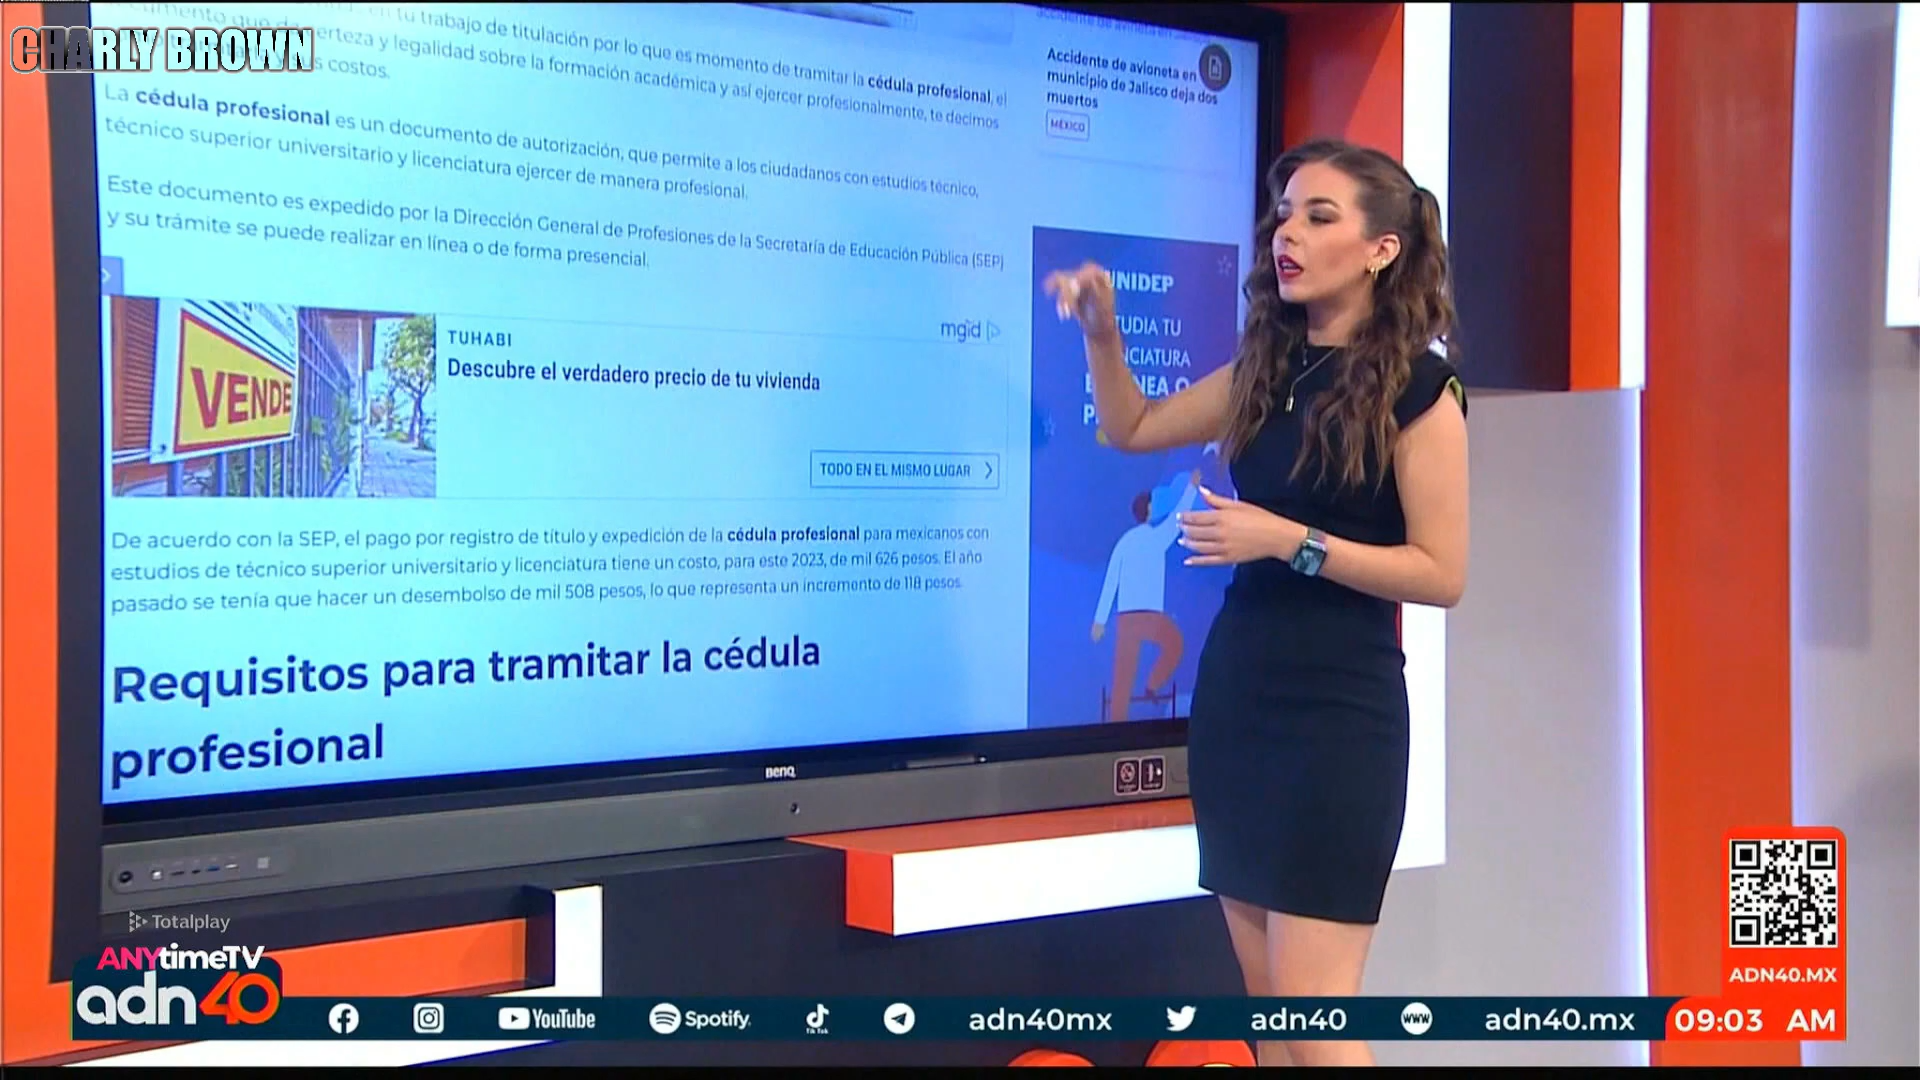 CHARLY BROWN
tu trabajo de titulación por lo que es momento de tramitar la cédula profesional, el
documento que da certeza y legalidad sobre la formación académica y así ejercer profesionalmente, te decimos
costos.
La cédula profesional es un documento de autorización, que permite a los ciudadanos con estudios técnico,
técnico superior universitario y licenciatura ejercer de manera profesional.
Este documento es expedido por la Dirección General de Profesiones de la Secretaría de Educación Pública (SEP)
y su trámite se puede realizar en línea o de forma presencial.
VENDE
TUHABI
mgid
Descubre el verdadero precio de tu vivienda
TODO EN EL MISMO LUGAR
De acuerdo con la SEP, el pago por registro de título y expedición de la cédula profesional para mexicanos con
estudios de técnico superior universitario y licenciatura tiene un costo, para este 2023, de mil 626 pesos. El año
pasado se tenía que hacer un desembolso de mil 508 pesos, lo que representa un incremento de 118 pesos.
Requisitos para tramitar la cédula
profesional
Accidente de avioneta en
municipio de Jalisco deja dos
muertos
MÉXICO
UNIDEP
TUDIA TU
NCIATURA
NEA O
BenQ
Totalplay
ANYtimeTV
adn40
YouTube
Spotify
TikTok
adn40mx
adn40
www
adn40.mx
ADN40.MX
09:03 AM